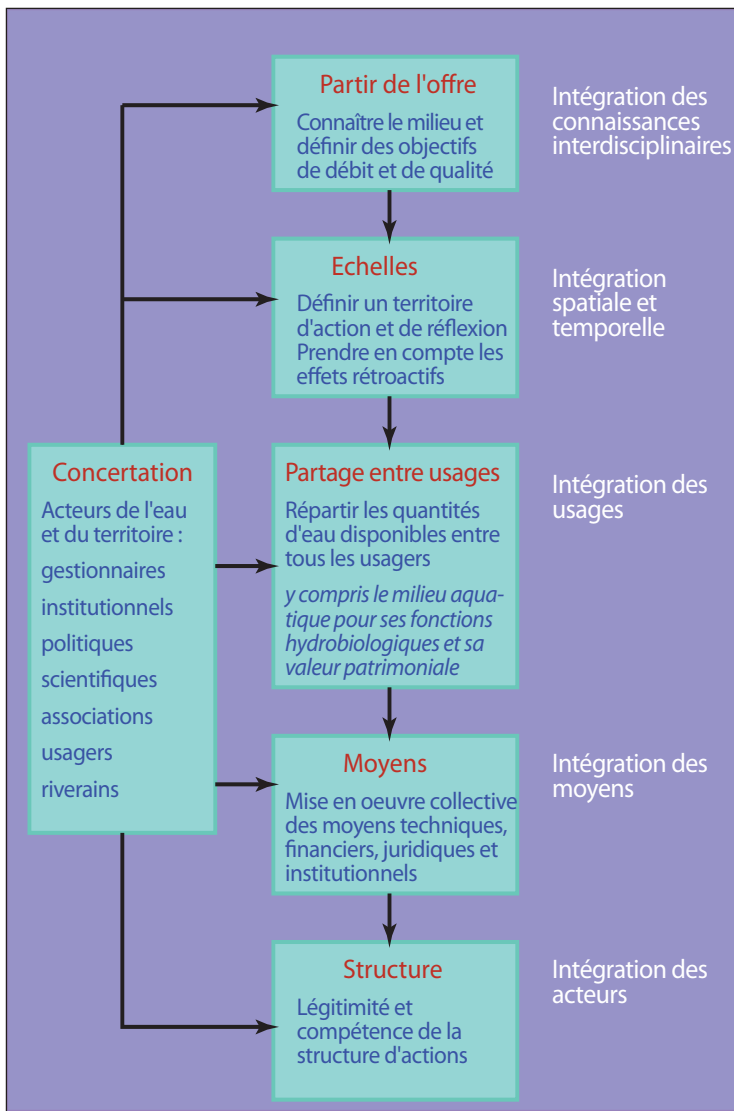 Partir de l'offre
Connaître le milieu et
définir des objectifs
de débit et de qualité
Intégration des
connaissances
interdisciplinaires
Echelles
Définir un territoire
d'action et de réflexion
Prendre en compte les
effets rétroactifs
Intégration
spatiale et
temporelle
Concertation
Acteurs de l'eau
et du territoire :
gestionnaires
institutionnels
politiques
scientifiques
associations
usagers
riverains
Partage entre usages
Répartir les quantités
d'eau disponibles entre
tous les usagers
y compris le milieu aqua-
tique pour ses fonctions
hydrobiologiques et sa
valeur patrimoniale
Intégration des
usages
Moyens
Mise en oeuvre collective
des moyens techniques,
financiers, juridiques et
institutionnels
Intégration des
moyens
Structure
Légitimité et
compétence de la
structure d'actions
Intégration des
acteurs